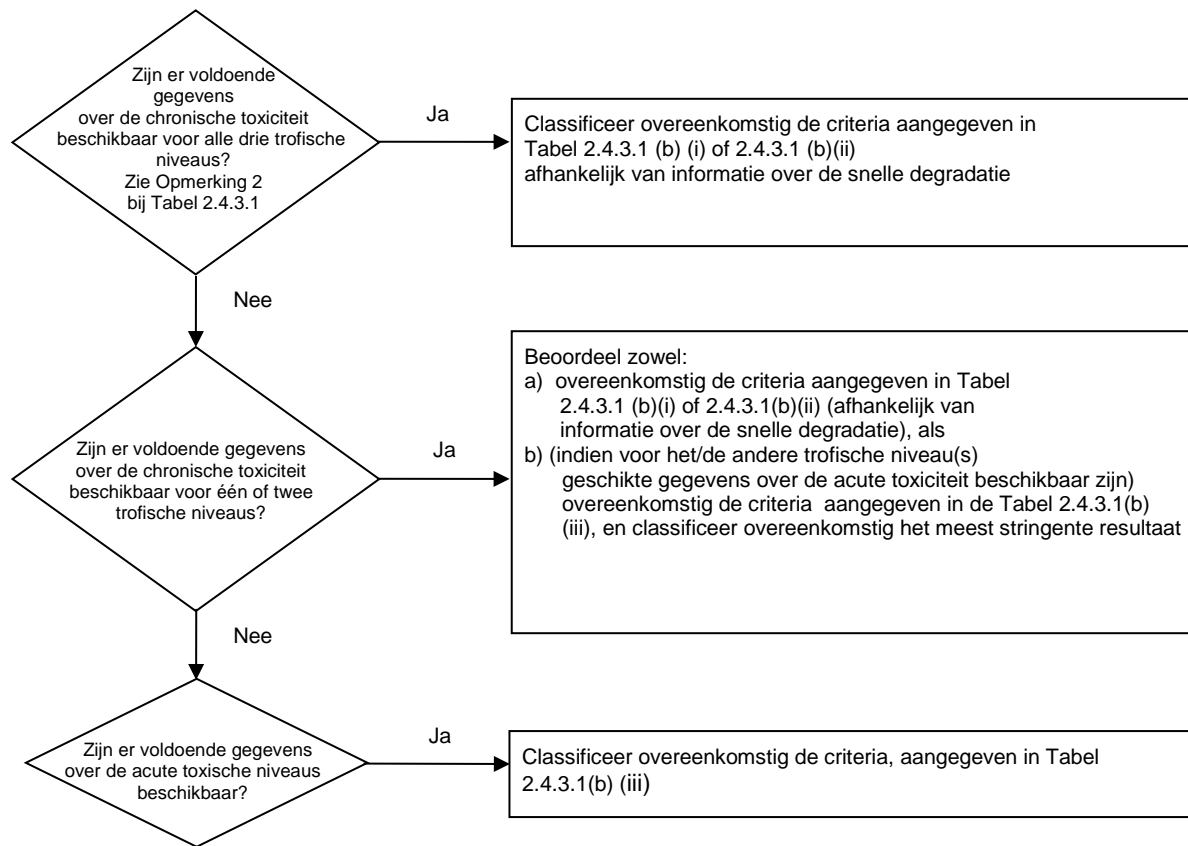 Zijn er voldoende
gegevens
over de chronische toxiciteit
beschikbaar voor alle drie trofische
niveaus?
Zie Opmerking 2
bij Tabel 2.4.3.1
Ja
Classificeer overeenkomstig de criteria aangegeven in
Tabel 2.4.3.1 (b) (i) of 2.4.3.1 (b)(ii)
afhankelijk van informatie over de snelle degradatie
Nee
Zijn er voldoende gegevens
over de chronische toxiciteit
beschikbaar voor één of twee
trofische niveaus?
Ja
Beoordeel zowel:
a) overeenkomstig de criteria aangegeven in Tabel
2.4.3.1 (b)(i) of 2.4.3.1(b)(ii) (afhankelijk van
informatie over de snelle degradatie), als
b) (indien voor het/de andere trofische niveau(s)
geschikte gegevens over de acute toxiciteit beschikbaar zijn)
overeenkomstig de criteria aangegeven in de Tabel 2.4.3.1(b)
(iii), en classificeer overeenkomstig het meest stringente resultaat
Nee
Zijn er voldoende gegevens
over de acute toxische niveaus
beschikbaar?
Ja
Classificeer overeenkomstig de criteria, aangegeven in Tabel
2.4.3.1(b) (iii)